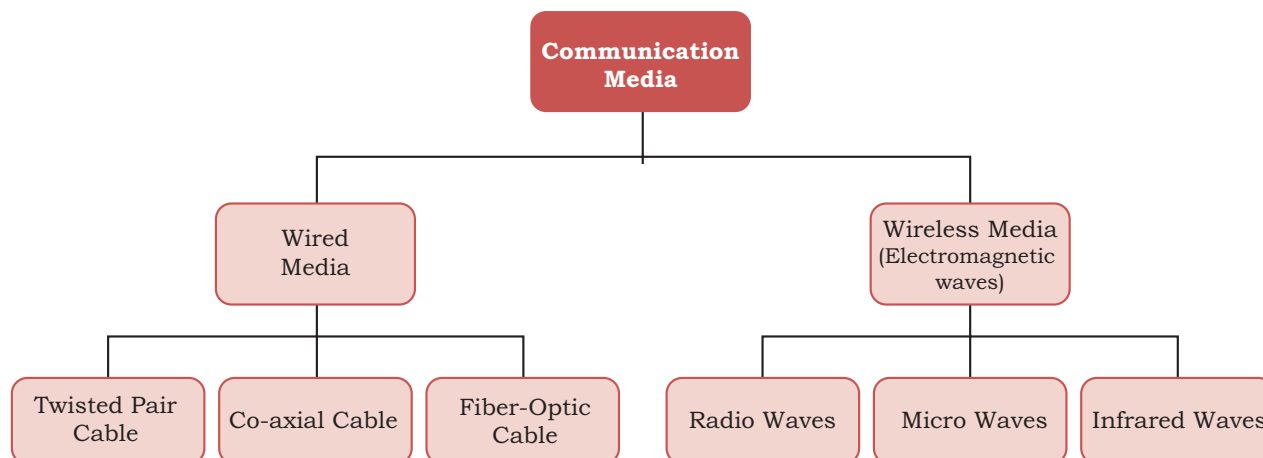 Communication
Media
Wired
Media
Wireless Media
(Electromagnetic
waves)
Twisted Pair
Cable
Co-axial Cable
Fiber-Optic
Cable
Radio Waves
Micro Waves
Infrared Waves